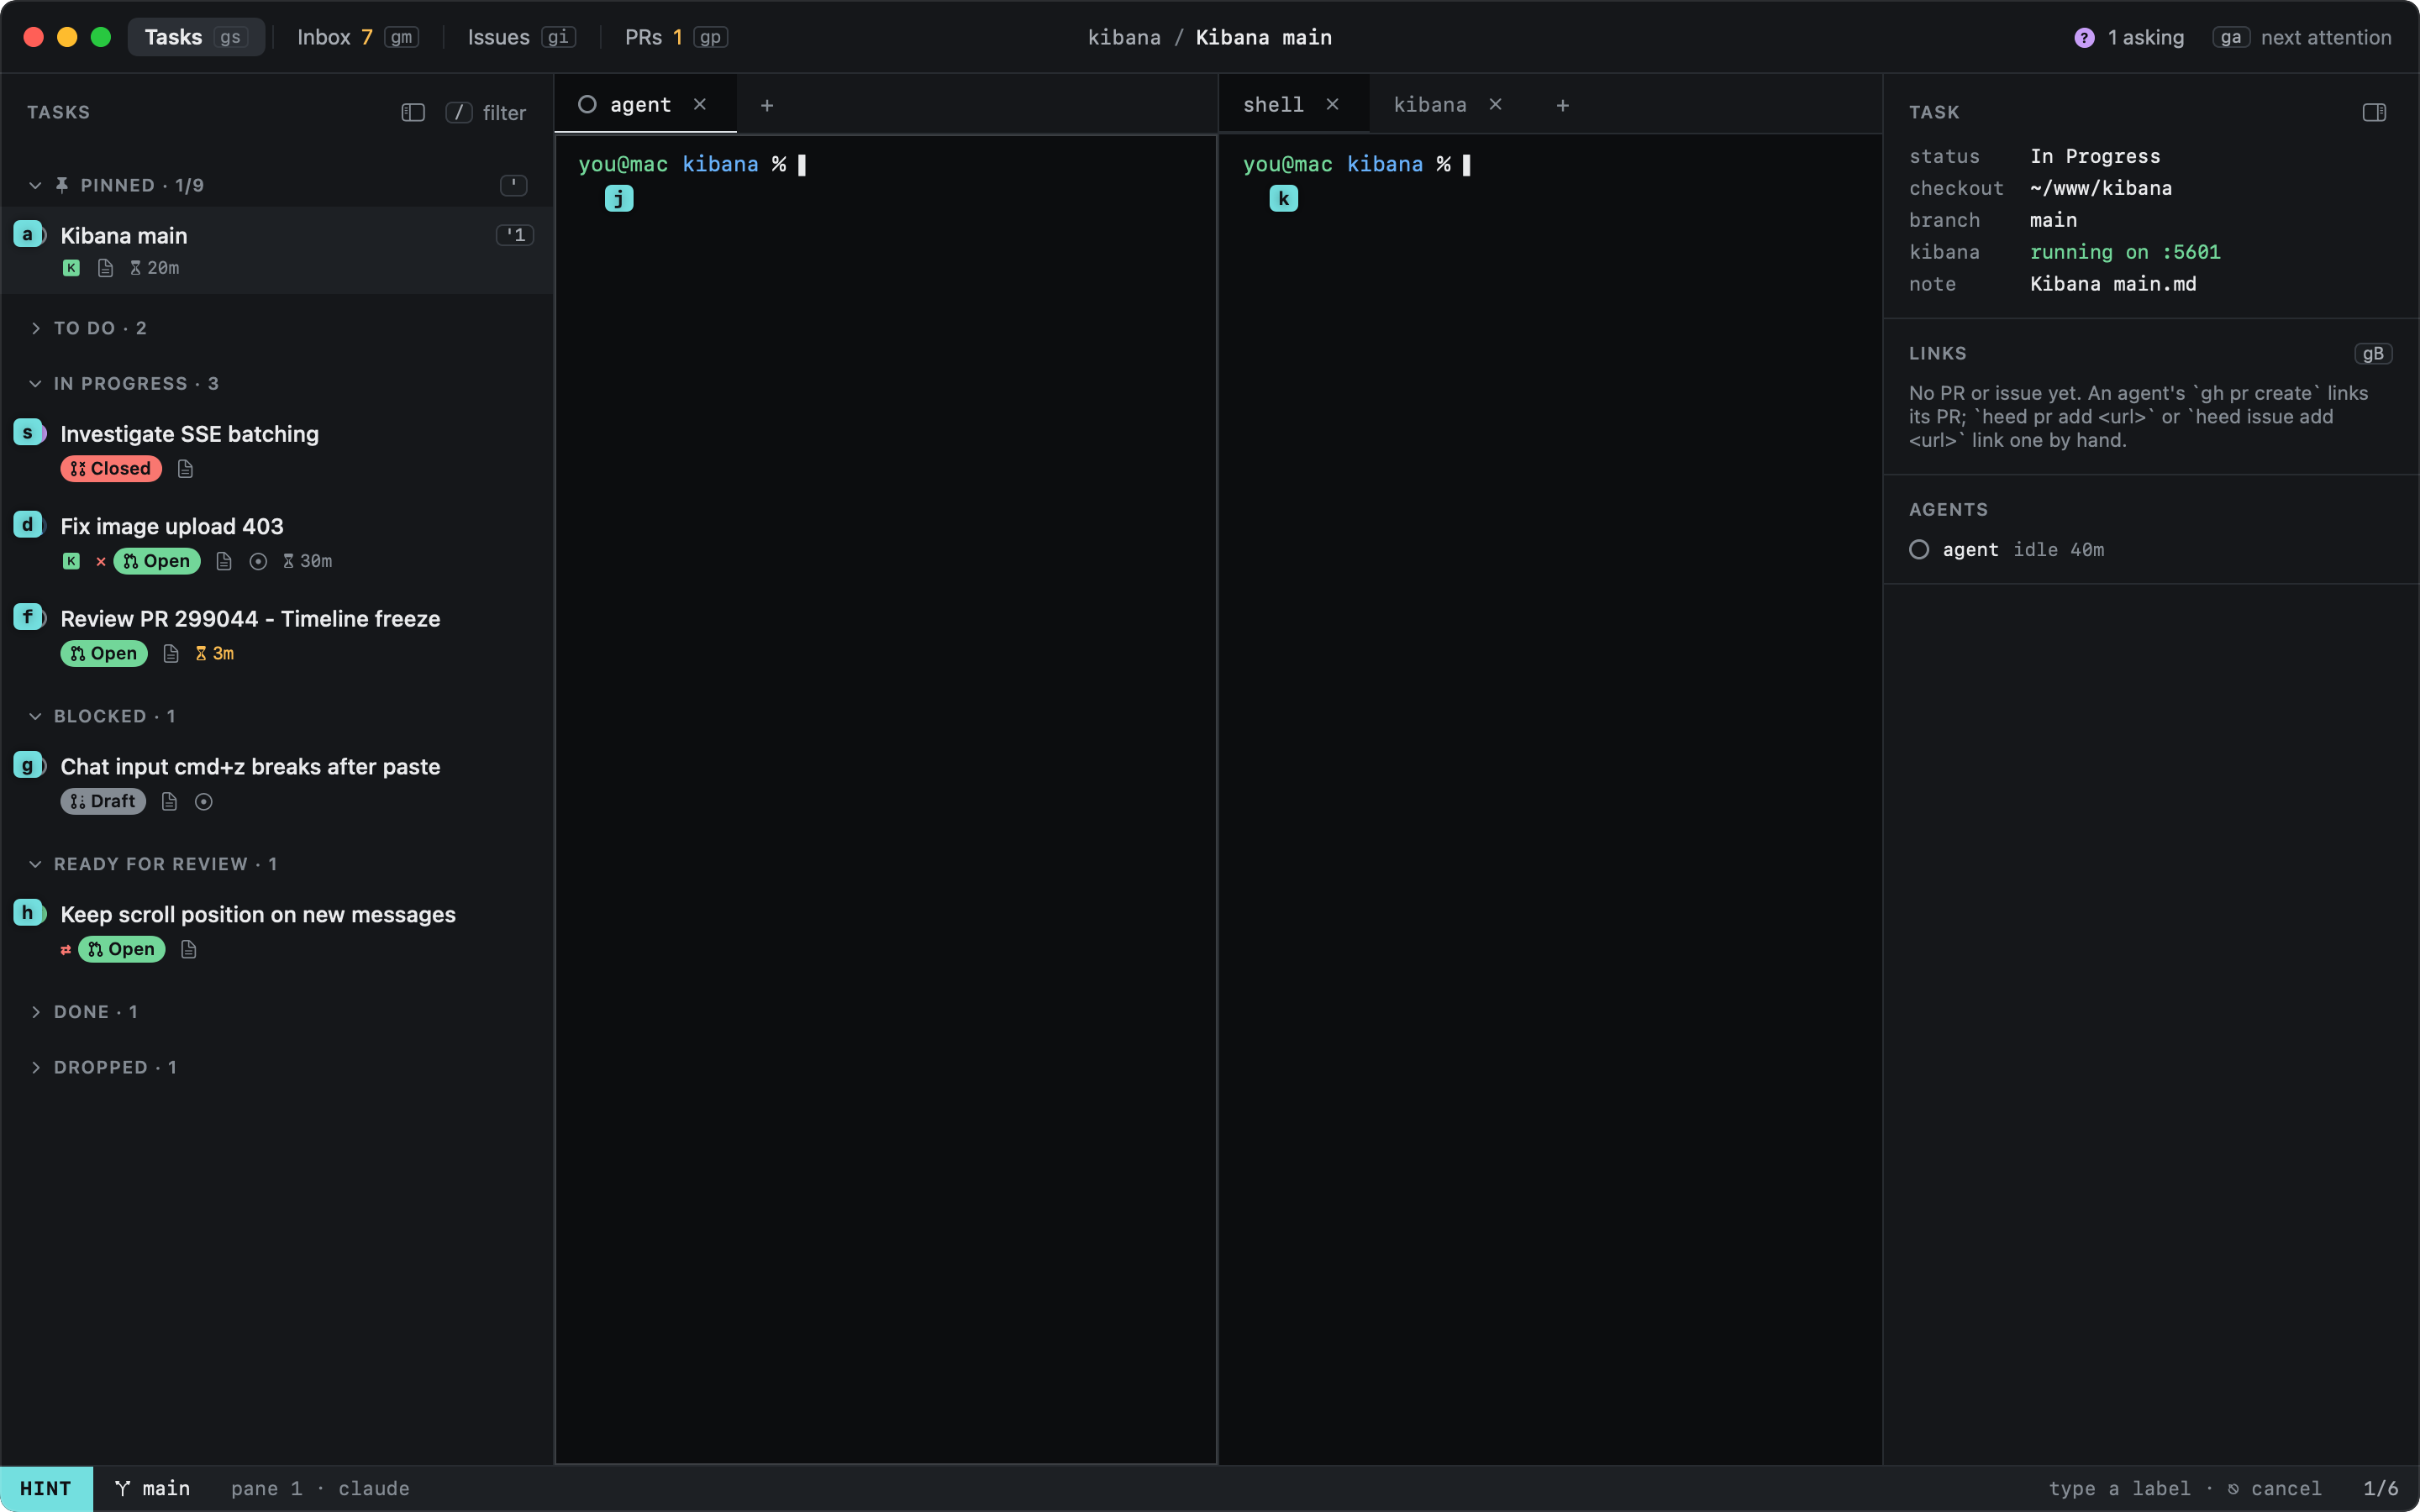 Tasks gs Inbox 7 gm Issues gi PRs 1 gp
kibana / Kibana main
? 1 asking ga next attention
TASKS / filter
PINNED · 1/9 '
a Kibana main '1
K 20m
TO DO · 2
IN PROGRESS · 3
s Investigate SSE batching
Closed
d Fix image upload 403
K × Open 30m
f Review PR 299044 - Timeline freeze
Open 3m
BLOCKED · 1
g Chat input cmd+z breaks after paste
Draft
READY FOR REVIEW · 1
h Keep scroll position on new messages
Open
DONE · 1
DROPPED · 1
agent × +
you@mac kibana %
j
shell × kibana × +
you@mac kibana %
k
TASK
status In Progress
checkout ~/www/kibana
branch main
kibana running on :5601
note Kibana main.md
LINKS gB
No PR or issue yet. An agent's `gh pr create` links
its PR; `heed pr add <url>` or `heed issue add
<url>` link one by hand.
AGENTS
agent idle 40m
HINT main pane 1 · claude
type a label · ⎋ cancel 1/6